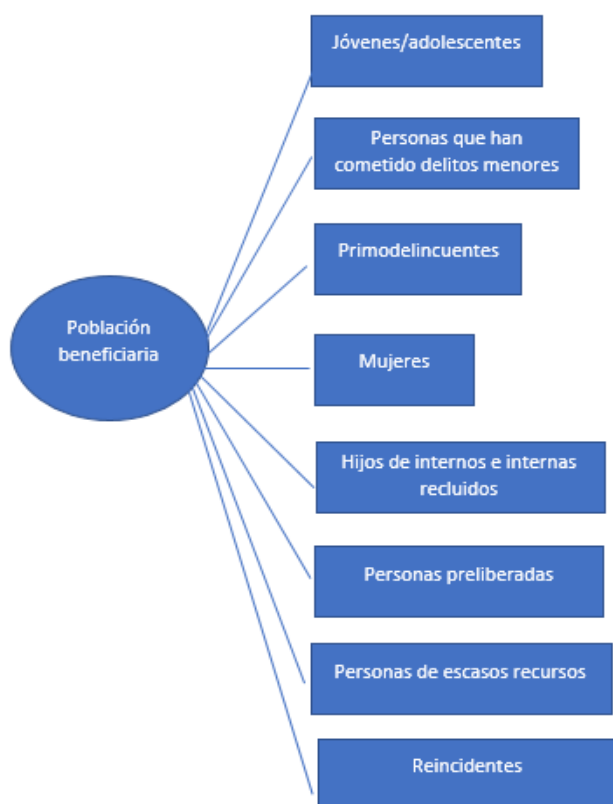 Jóvenes/adolescentes
Personas que han
cometido delitos menores
Primodelincuentes
Población
beneficiaria
Mujeres
Hijos de internos e internas
recluidos
Personas preliberadas
Personas de escasos recursos
Reincidentes